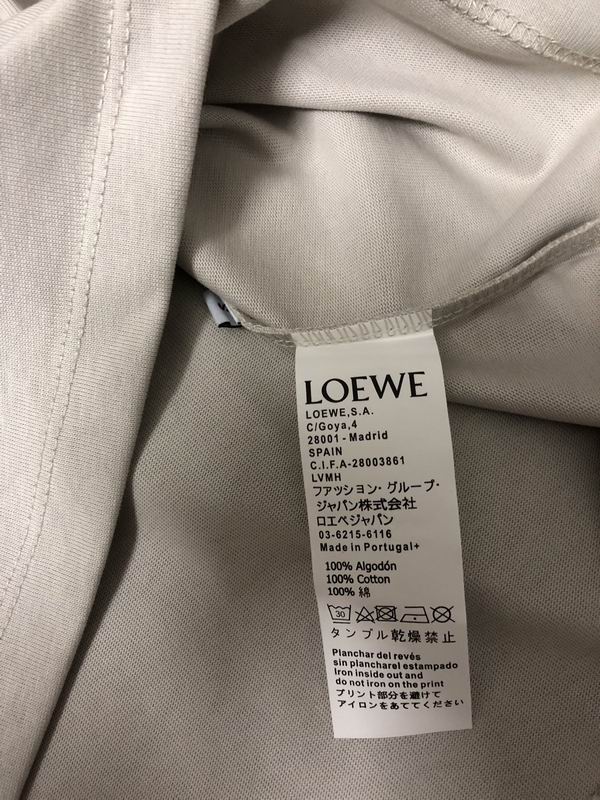 LOEWE
LOEWE,S.A.
C/Goya,4
28001-Madrid
SPAIN
C.I.F.A-28003861
LVMH
ファッション・グループ・
ジャパン株式会社
ロエベジャパン
03-6215-6116
Made in Portugal+
100% Algodón
100% Cotton
100% 綿
30
タンブル乾燥禁止
Planchar del revés
sin plancharel estampado
Iron inside out and
do not iron on the print
プリント部分を避けて
アイロンをあててください